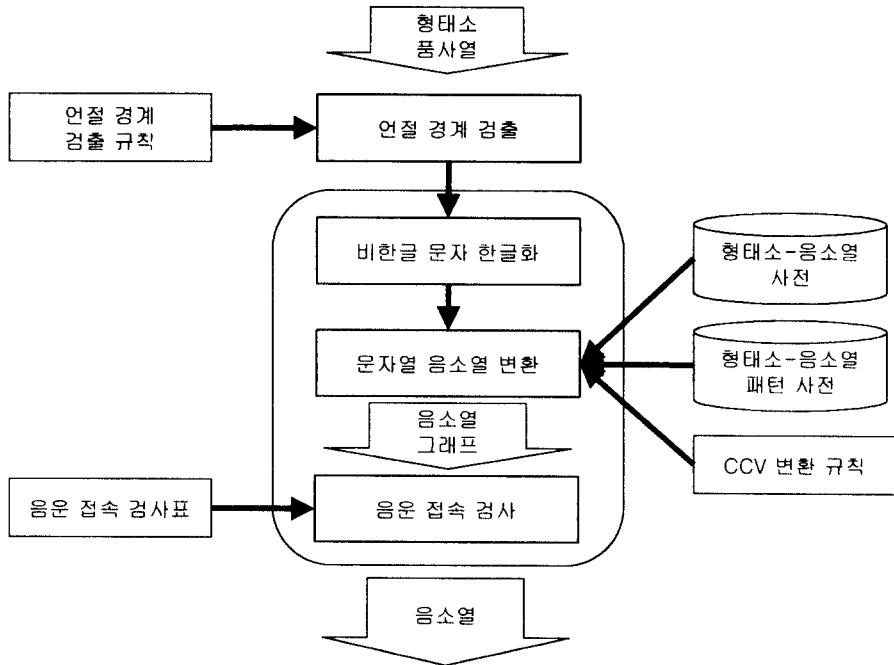 형태소
품사열
언절 경계
검출 규칙
언절 경계 검출
비한글 문자 한글화
형태소-음소열
사전
문자열 음소열 변환
형태소-음소열
패턴 사전
음소열
그래프
CCV 변환 규칙
음운 접속 검사표
음운 접속 검사
음소열